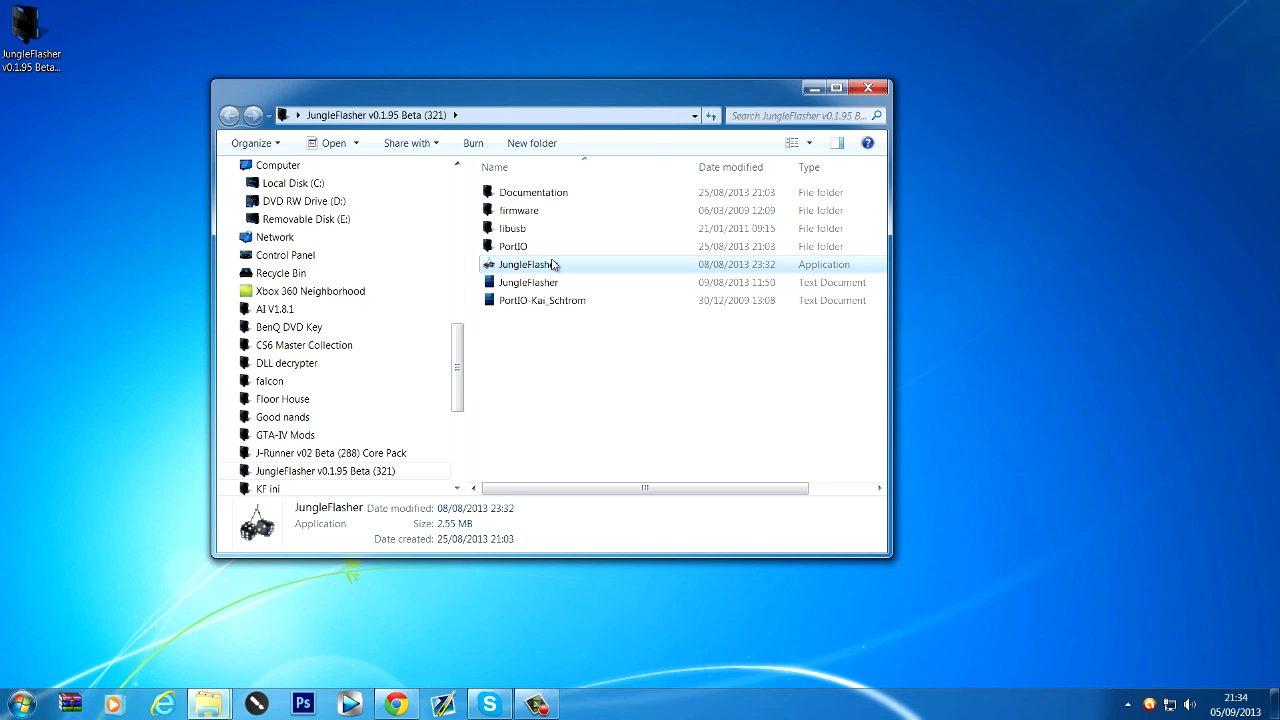 JungleFlasher
v0.1.95 Beta...
JungleFlasher v0.1.95 Beta (321)
Search JungleFlasher v0.1.95 B...
Organize Open Share with Burn New folder
Name Date modified Type
Computer
Local Disk (C:)
DVD RW Drive (D:)
Removable Disk (E:)
Network
Control Panel
Recycle Bin
Xbox 360 Neighborhood
AI V1.8.1
BenQ DVD Key
CS6 Master Collection
DLL decrypter
falcon
Floor House
Good nands
GTA-IV Mods
J-Runner v02 Beta (288) Core Pack
JungleFlasher v0.1.95 Beta (321)
KF ini
Documentation 25/08/2013 21:03 File folder
firmware 06/03/2009 12:09 File folder
libusb 21/01/2011 09:15 File folder
PortIO 25/08/2013 21:03 File folder
JungleFlasher 08/08/2013 23:32 Application
JungleFlasher 09/08/2013 11:50 Text Document
PortIO-Kai_Schtrom 30/12/2009 13:08 Text Document
JungleFlasher Date modified: 08/08/2013 23:32
Application Size: 2.55 MB
Date created: 25/08/2013 21:03
Ps
21:34
05/09/2013